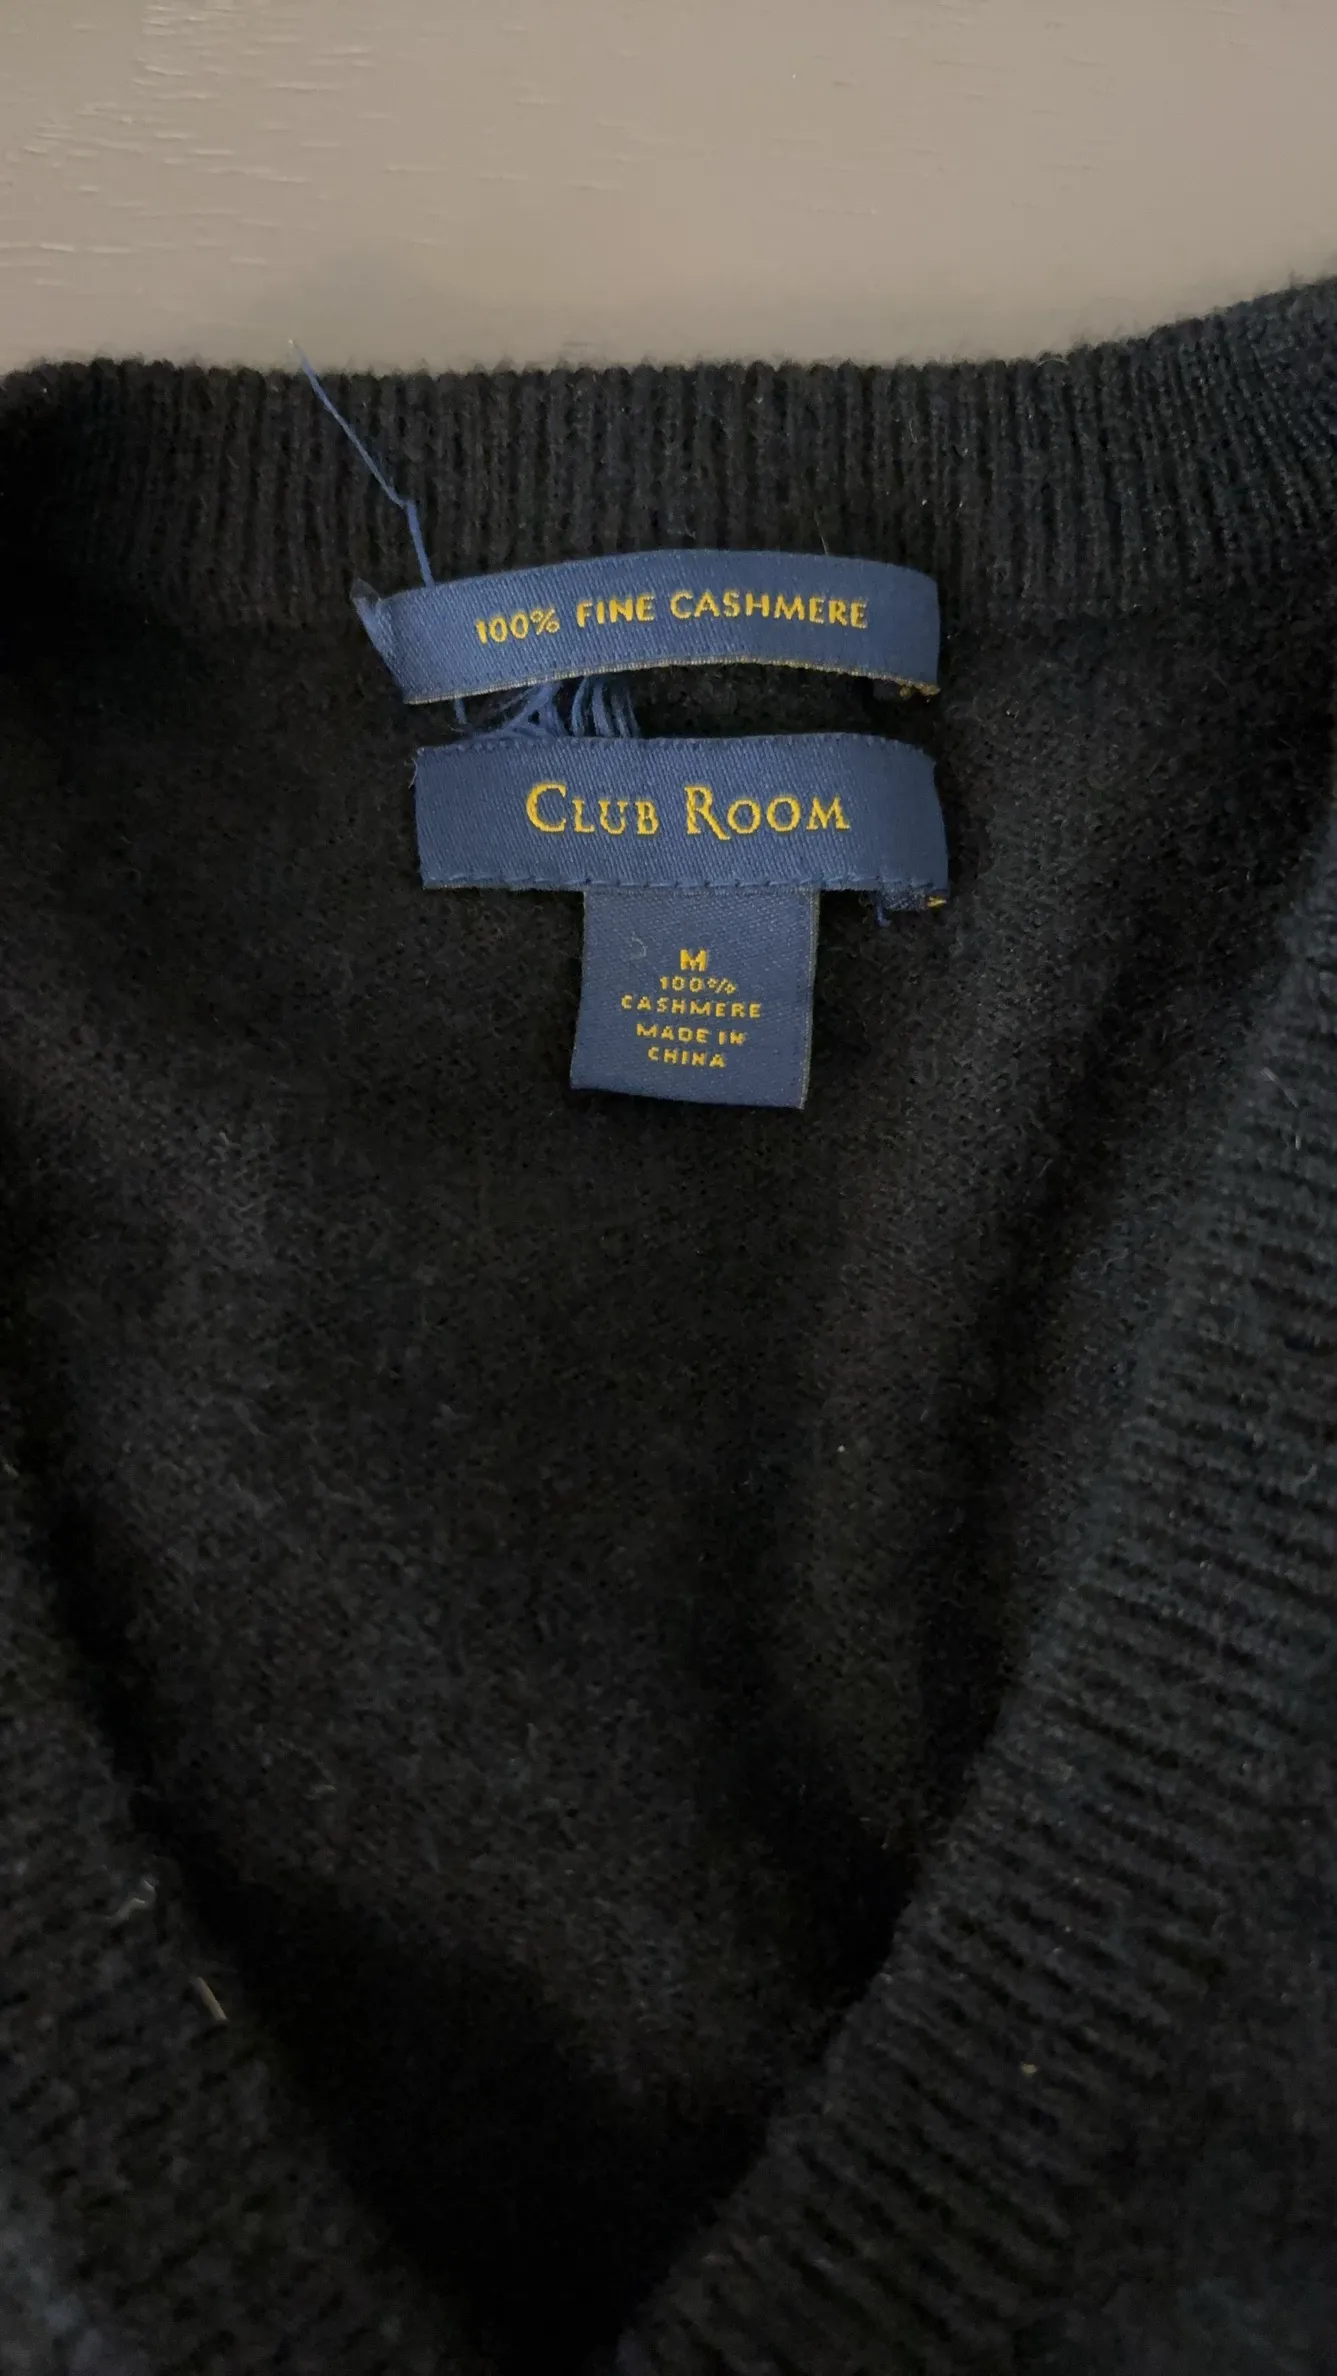 100% FINE CASHMERE
CLUB ROOM
M
100%
CASHMERE
MADE IN
CHINA